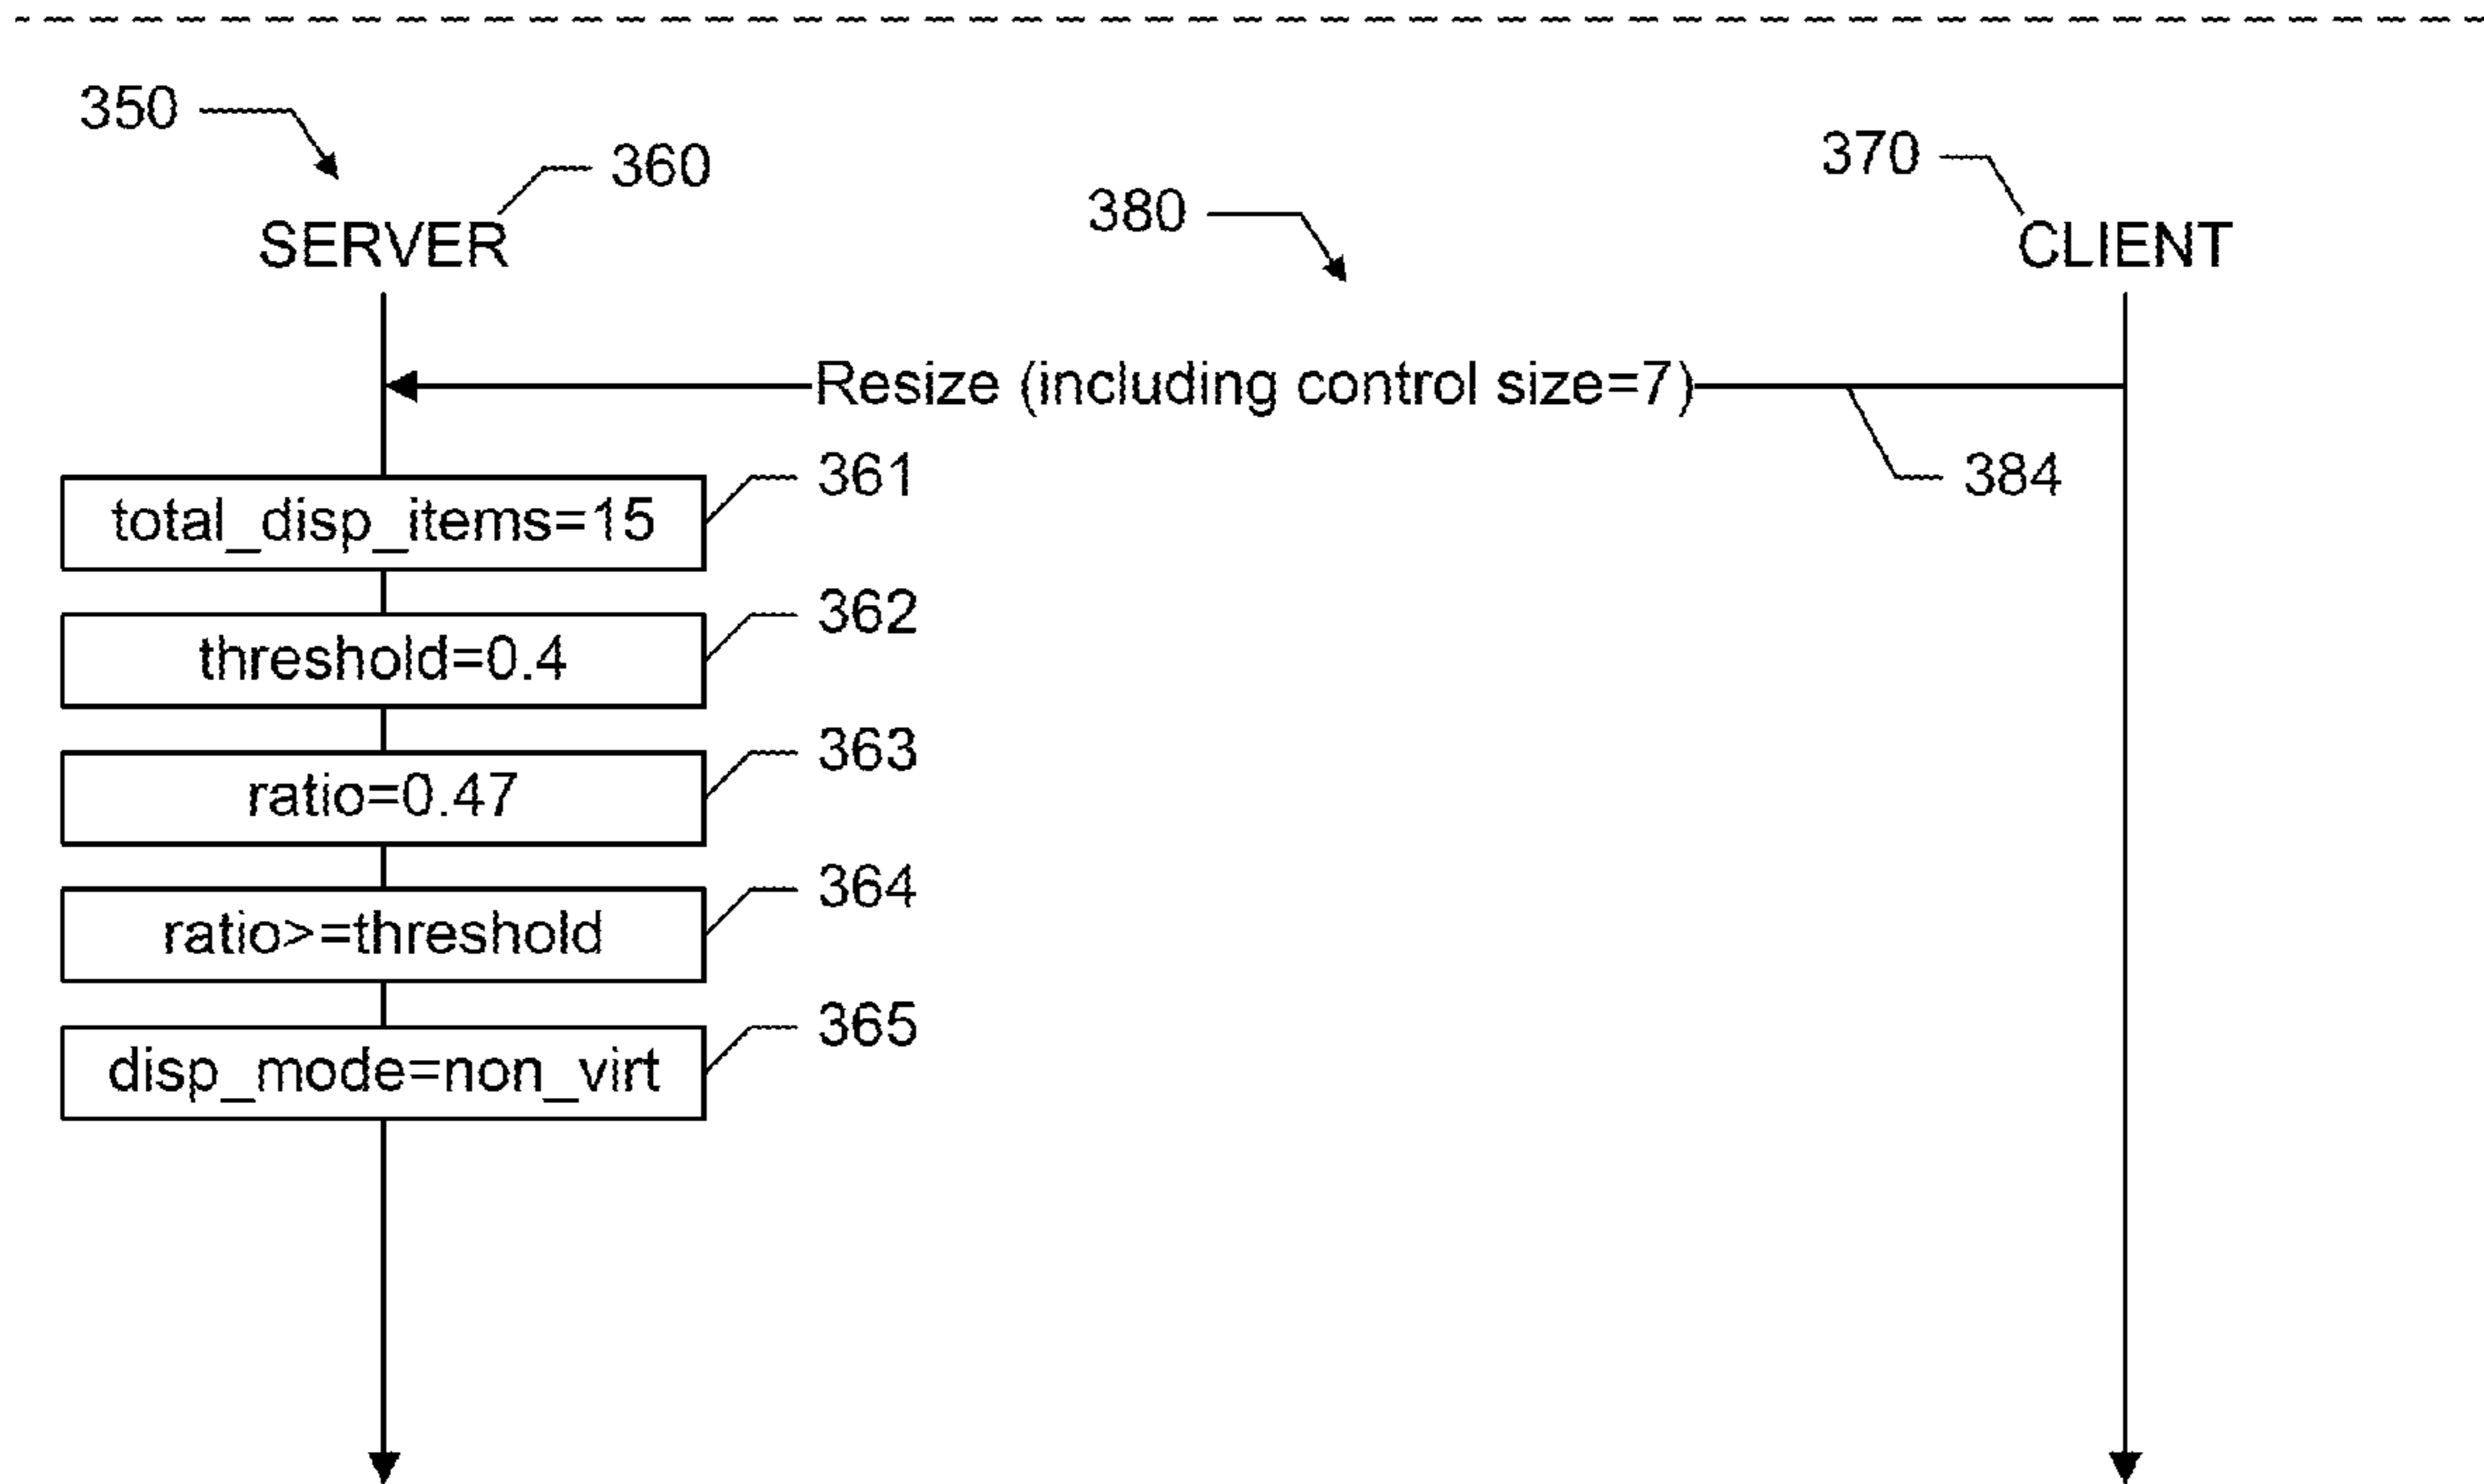 350
360
370
380
SERVER
CLIENT
Resize (including control size=7)
361
384
total_disp_items=15
362
threshold=0.4
363
ratio=0.47
364
ratio>=threshold
365
disp_mode=non_virt